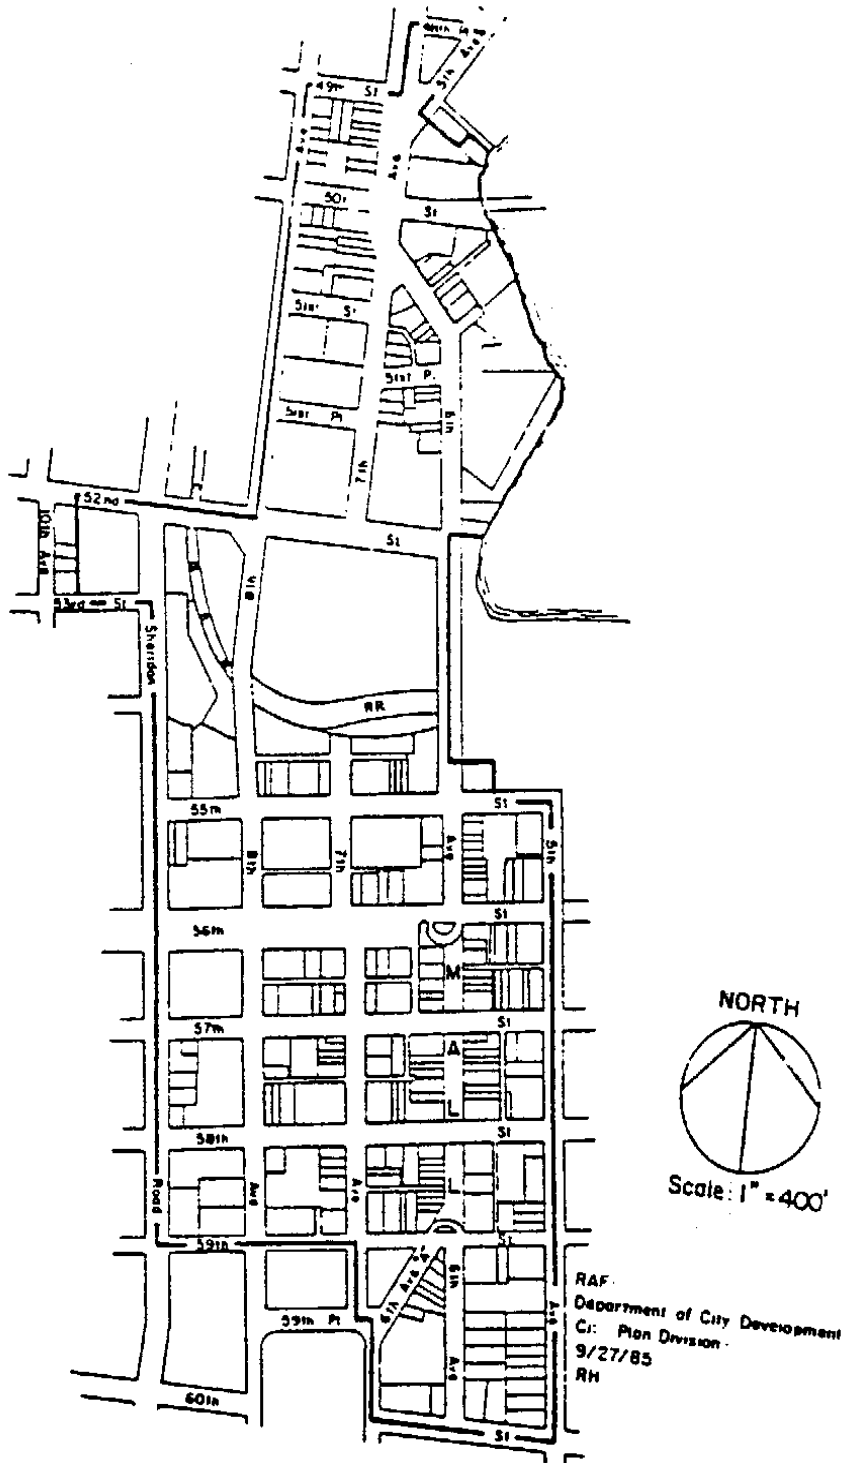 5th Ave
49th St
Ave
Ave
50t
St
51st St
51st P
51st Pl
6th
7th
52nd
St
10th Ave
8th
53rd St
Sheridan
RR
55th
St
8th
7th
Ave
5th
56th
St
M
57th
St
A
L
58th
St
Road
Ave
Ave
L
59th
St
6th Ave "A"
6th
59th Pl
Ave
Ave
60th
St
NORTH
Scale: 1" = 400'
RAF
Department of City Development
Plan Division
9/27/85
RH